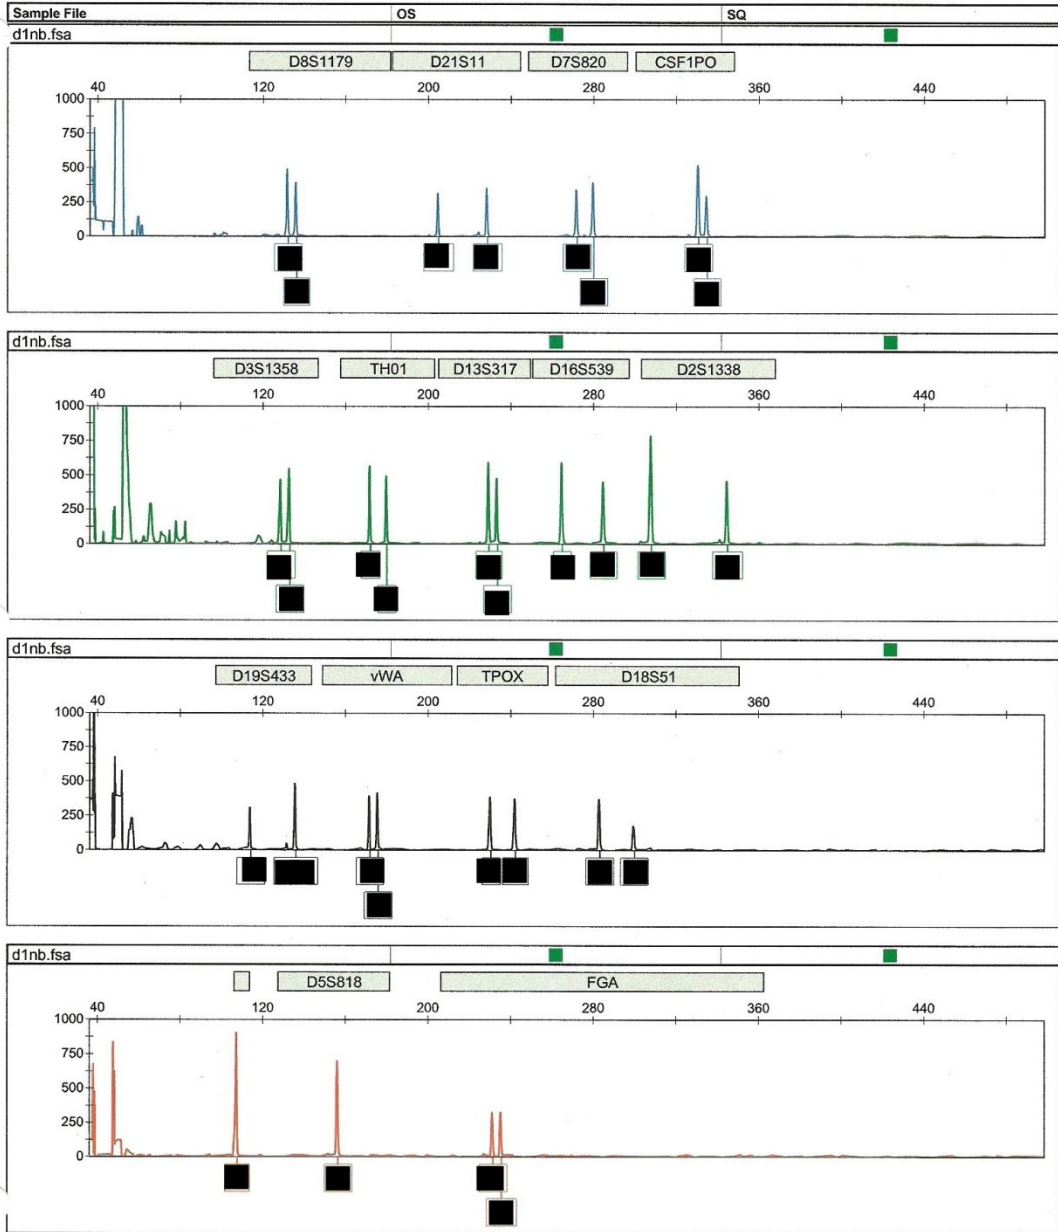 Sample File OS SQ
d1nb.fsa
D8S1179 D21S11 D7S820 CSF1PO
40 120 200 280 360 440
1000
750
500
250
0
d1nb.fsa
D3S1358 TH01 D13S317 D16S539 D2S1338
40 120 200 280 360 440
1000
750
500
250
0
d1nb.fsa
D19S433 vWA TPOX D18S51
40 120 200 280 360 440
1000
750
500
250
0
d1nb.fsa
D5S818 FGA
40 120 200 280 360 440
1000
750
500
250
0